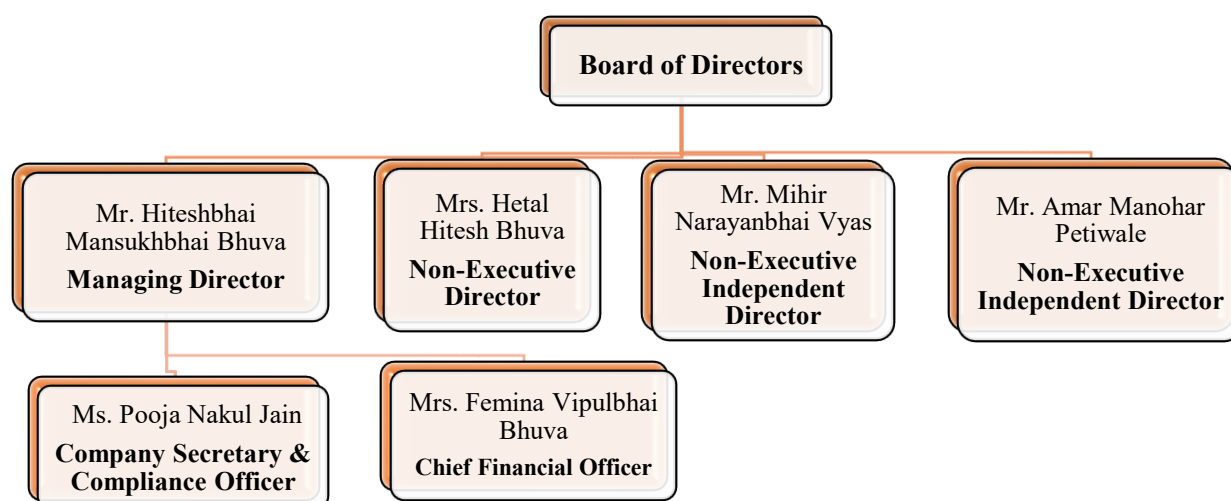 Board of Directors
Mr. Hiteshbhai
Mansukhbhai Bhuva
Managing Director
Mrs. Hetal
Hitesh Bhuva
Non-Executive
Director
Mr. Mihir
Narayanbhai Vyas
Non-Executive
Independent
Director
Mr. Amar Manohar
Petiwale
Non-Executive
Independent Director
Ms. Pooja Nakul Jain
Company Secretary &
Compliance Officer
Mrs. Femina Vipulbhai
Bhuva
Chief Financial Officer